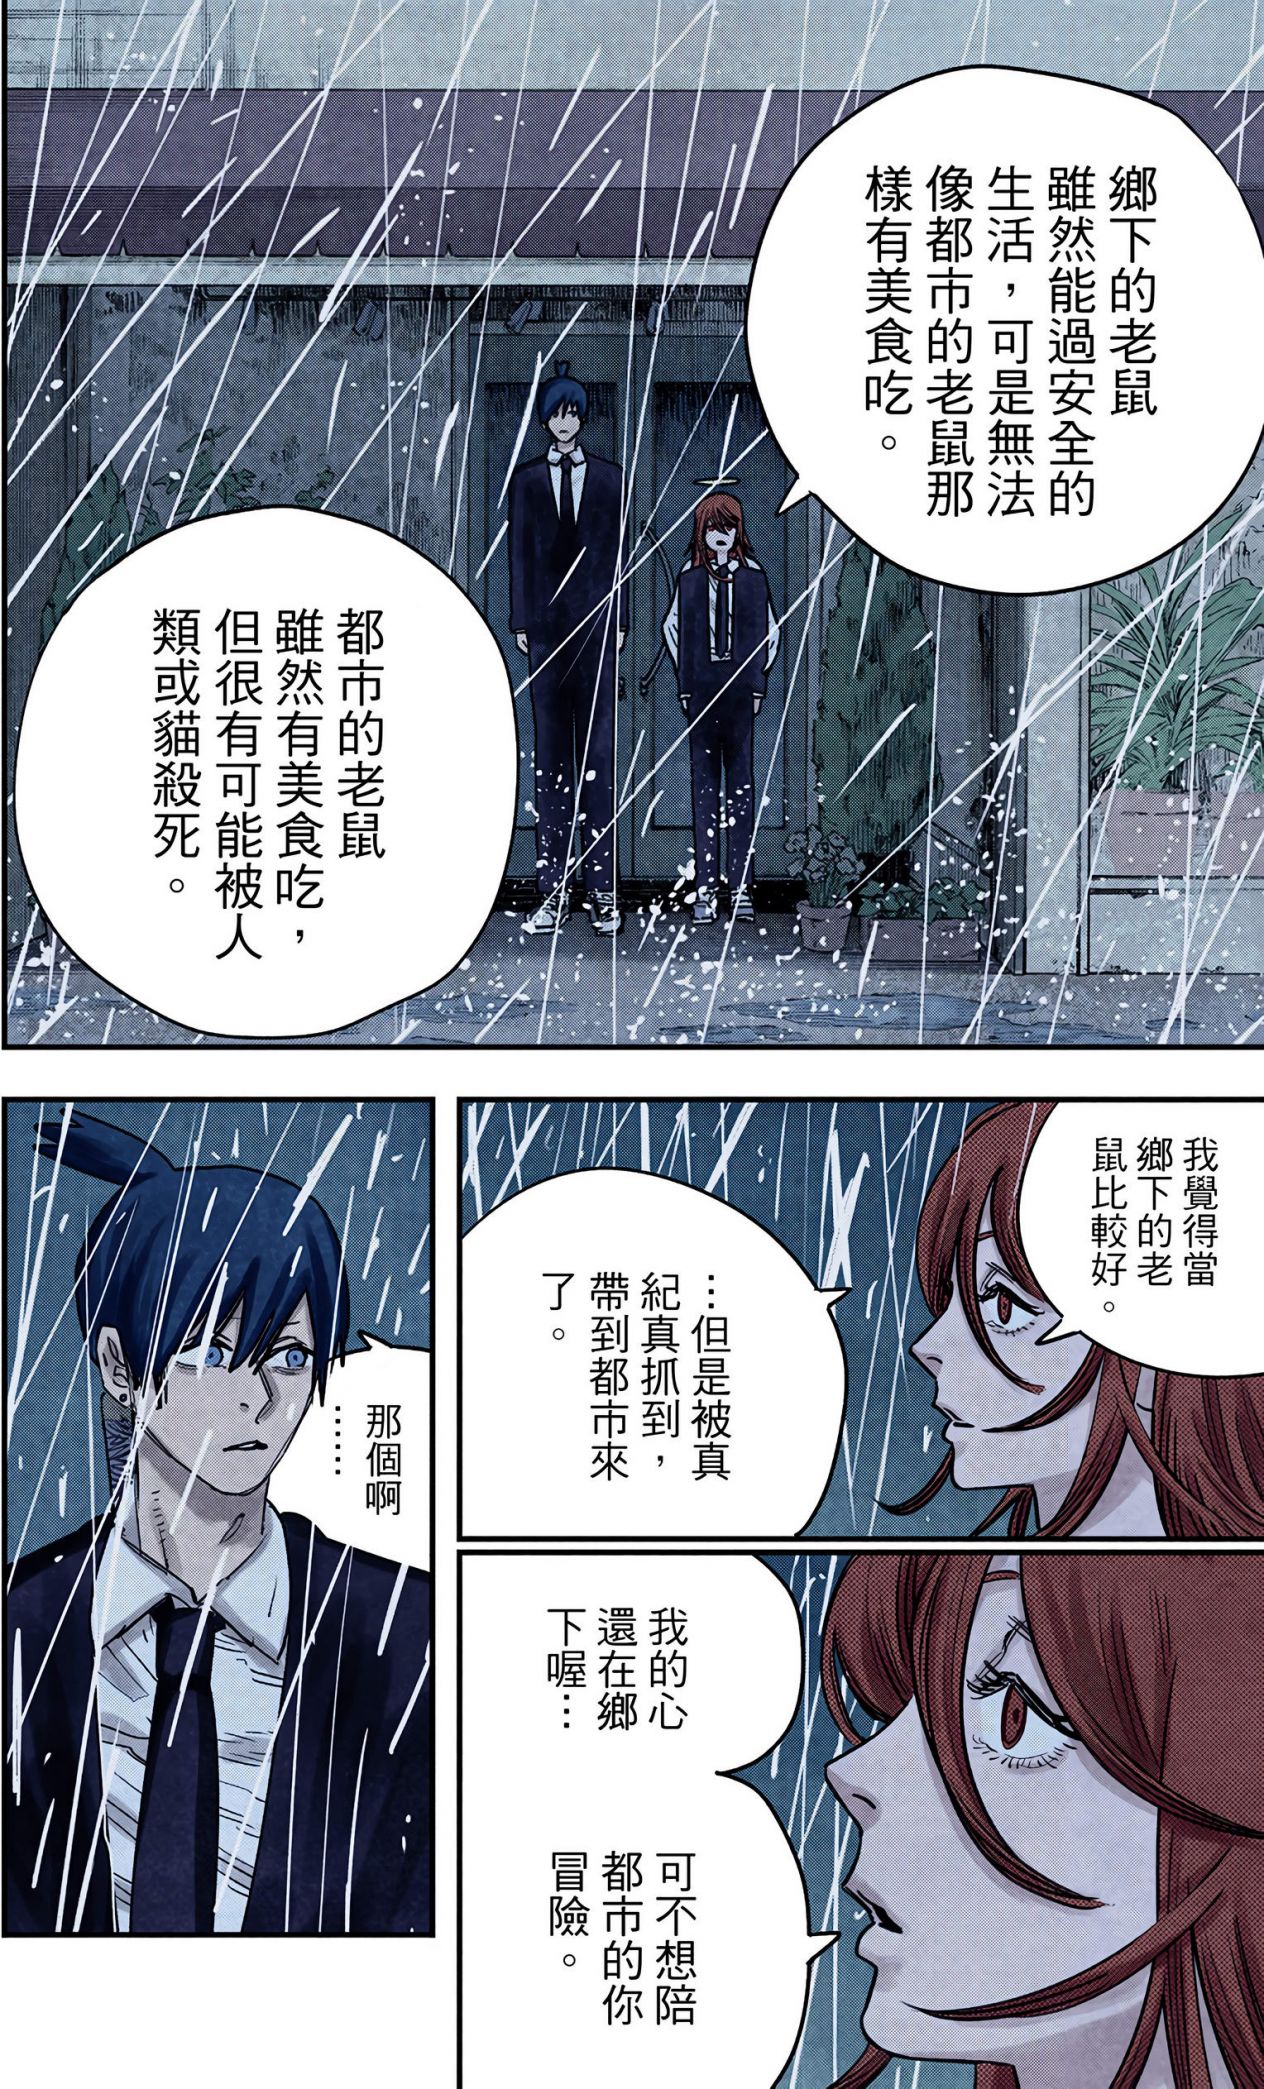 鄉下的老鼠
雖然能過安全的
生活，可是無法
像都市的老鼠那
樣有美食吃。
都市的老鼠
雖然有美食吃，
但很有可能被人
類或貓殺死。
我覺得當
鄉下的老
鼠比較好。
…但是被真
紀真抓到，
帶到都市來
了。
我的心
還在鄉
下喔…
可不想陪
都市的你
冒險。
那個啊
……